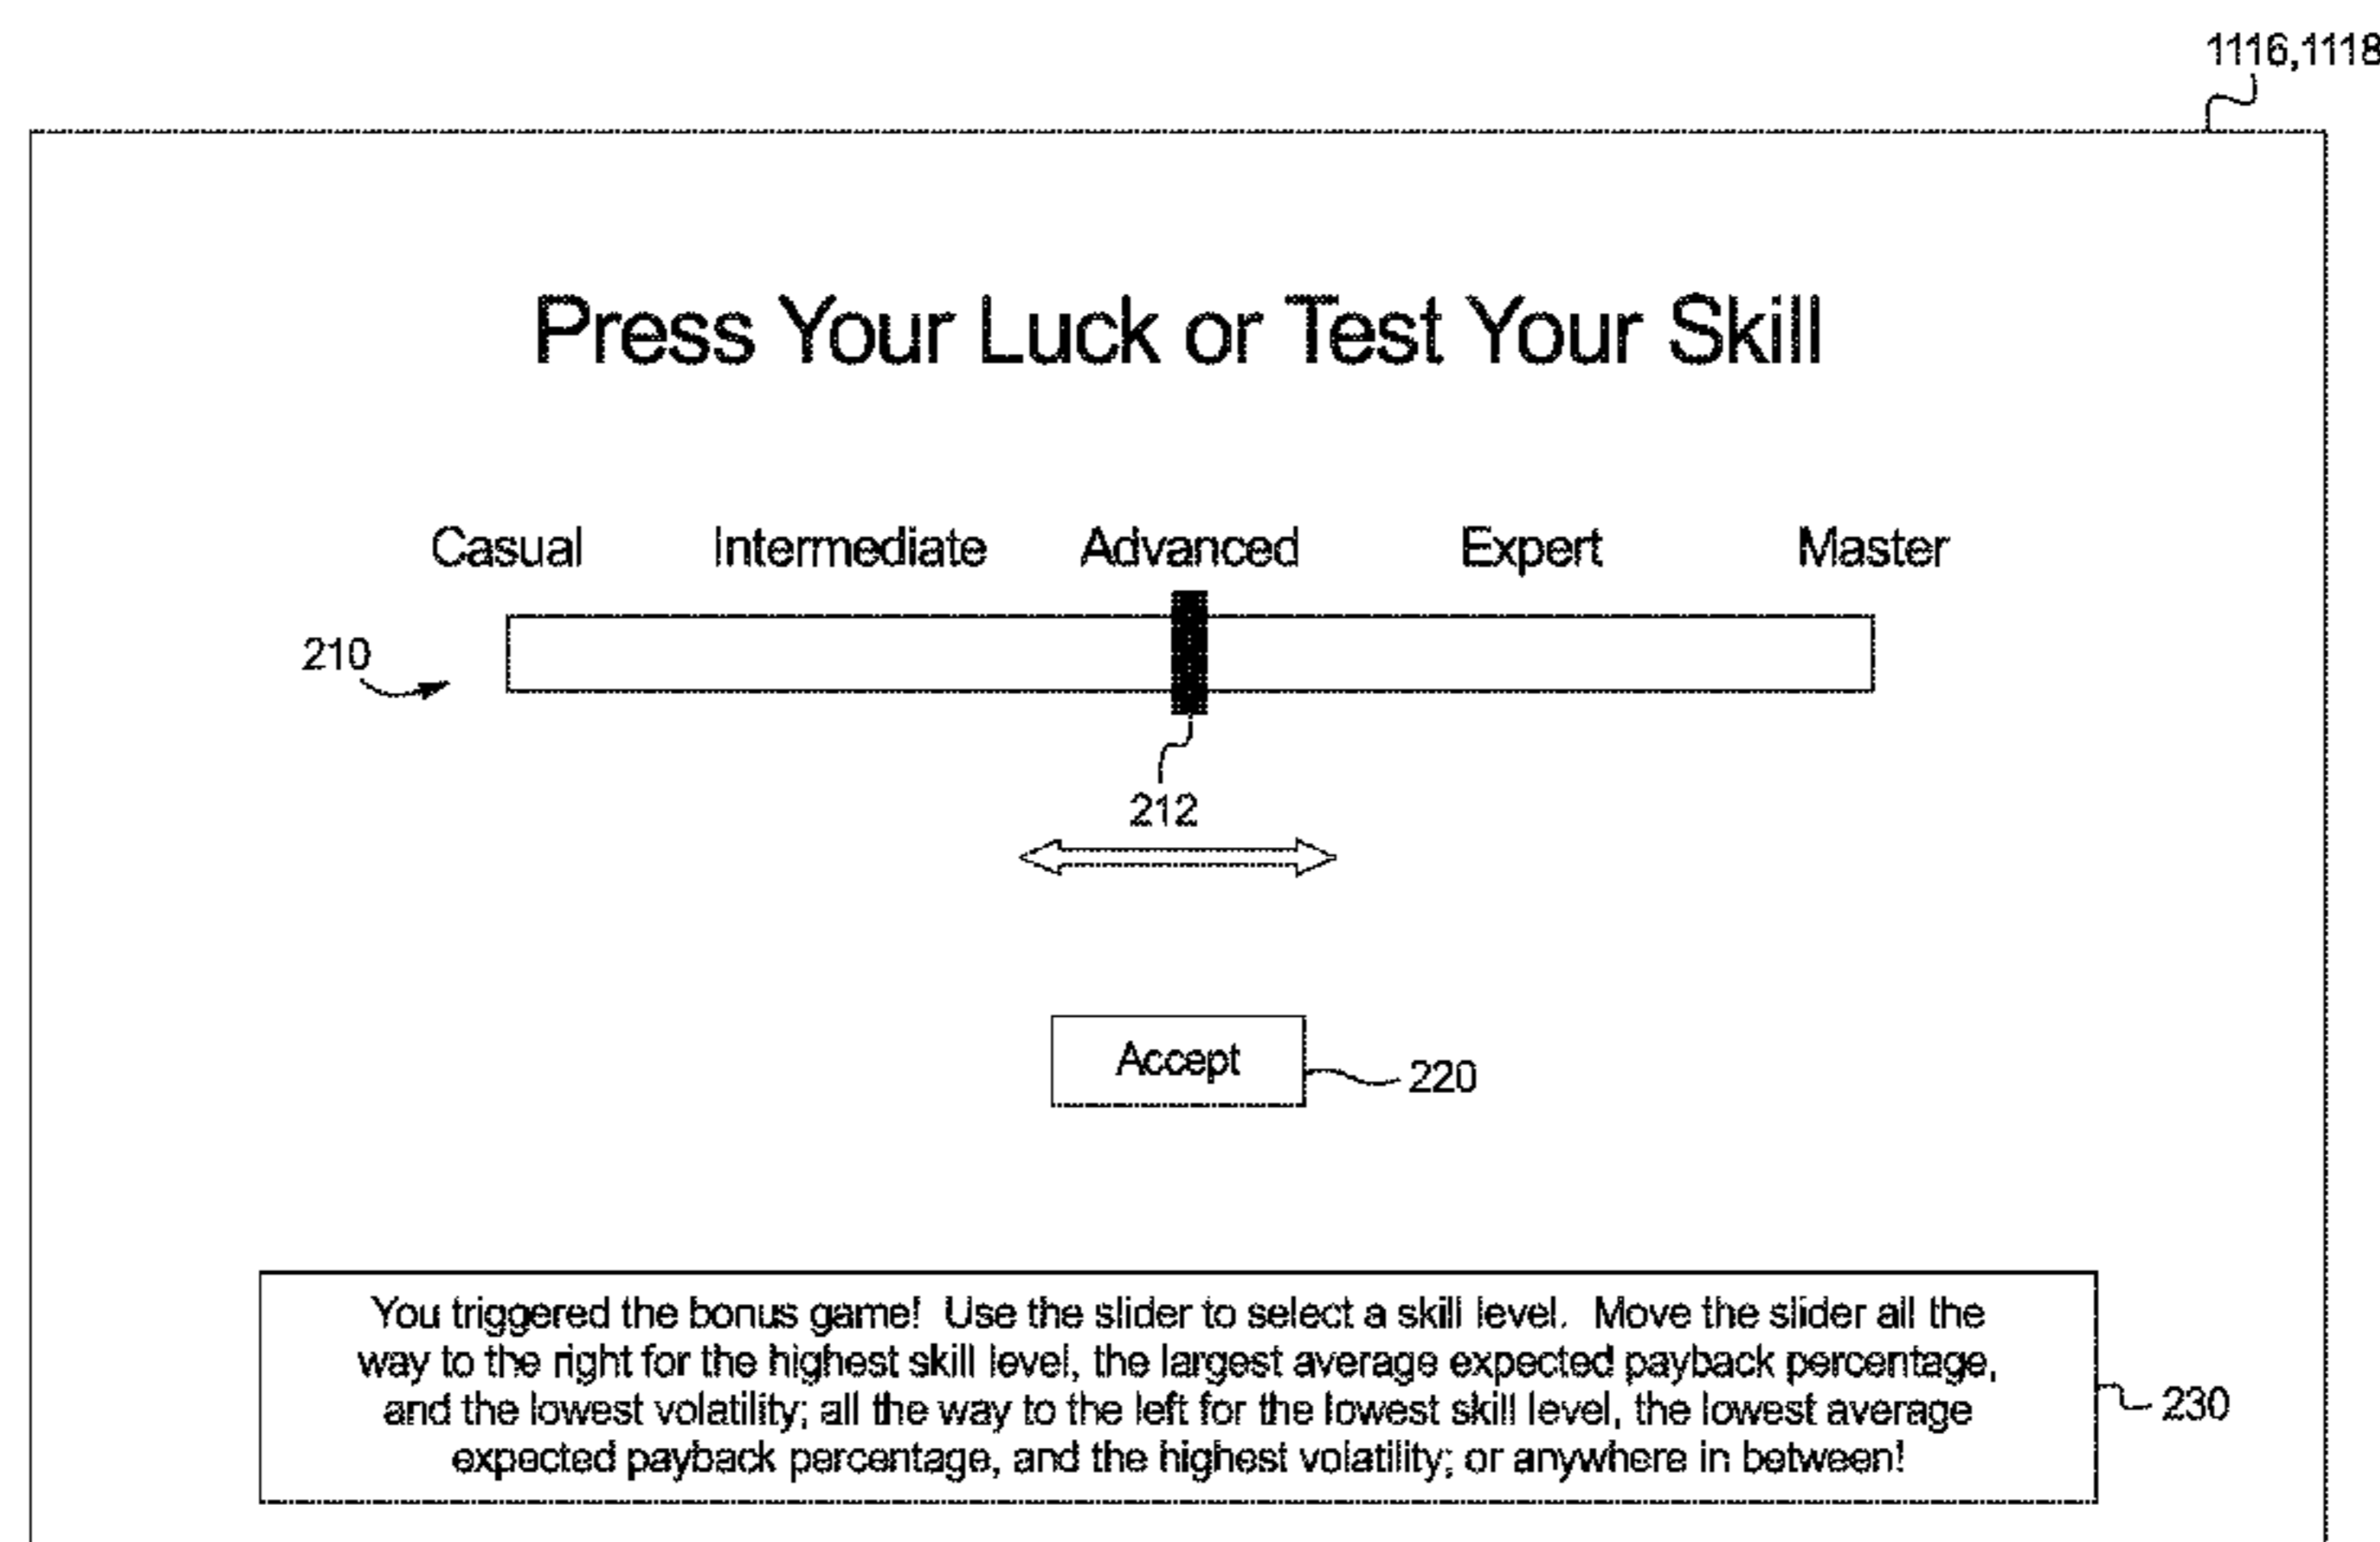 1116,1118
Press Your Luck or Test Your Skill
Casual Intermediate Advanced Expert Master
210
212
Accept
220
You triggered the bonus game! Use the slider to select a skill level. Move the slider all the
way to the right for the highest skill level, the largest average expected payback percentage,
and the lowest volatility; all the way to the left for the lowest skill level, the lowest average
expected payback percentage, and the highest volatility; or anywhere in between!
230